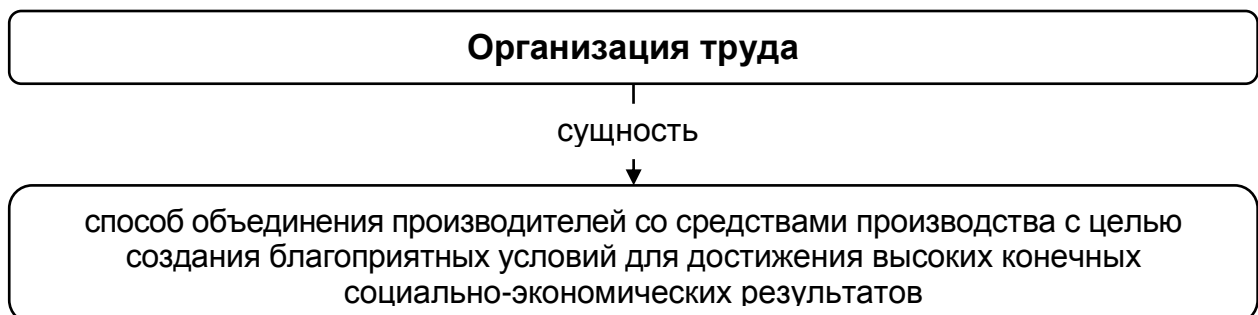 Организация труда
сущность
способ объединения производителей со средствами производства с целью
создания благоприятных условий для достижения высоких конечных
социально-экономических результатов